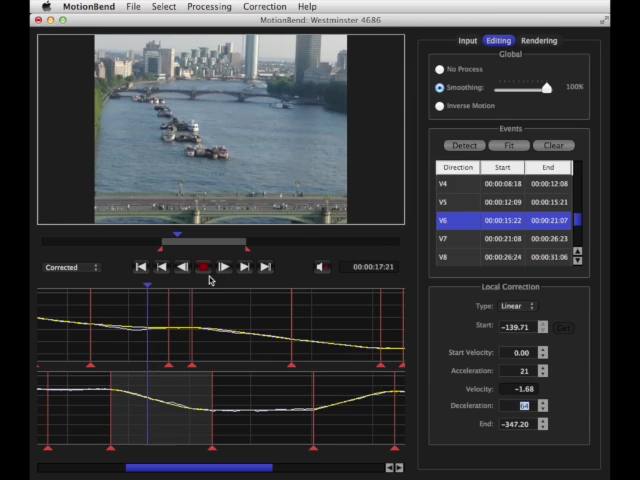 MotionBend File Select Processing Correction Help
MotionBend: Westminster 4686
Input Editing Rendering
Global
No Process
Smoothing: 100%
Inverse Motion
Events
Detect Fit Clear
Direction Start End
V4 00:00:08:18 00:00:12:08
V5 00:00:12:09 00:00:15:21
V6 00:00:15:22 00:00:21:07
V7 00:00:21:08 00:00:26:23
V8 00:00:26:24 00:00:31:06
Corrected 00:00:17:21
Local Correction
Type: Linear
Start: -139.71
Start Velocity: 0.00
Acceleration: 21
Velocity: -1.68
Deceleration: 64
End: -347.20